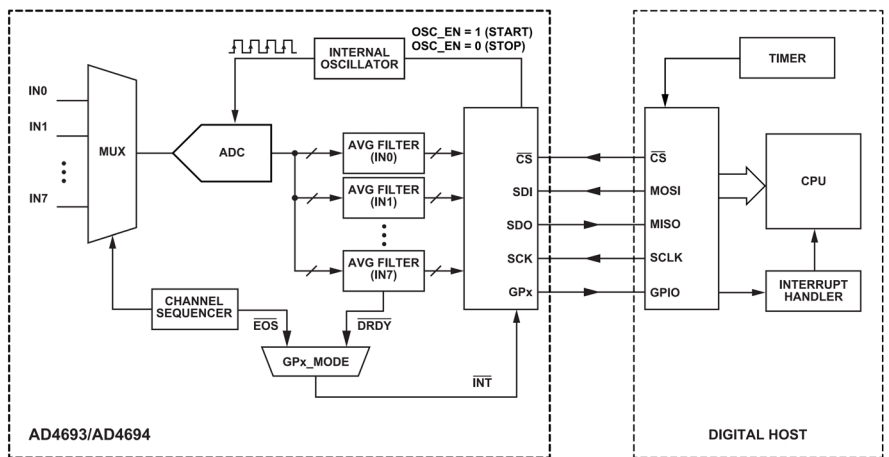 OSC_EN = 1 (START)
OSC_EN = 0 (STOP)
INTERNAL
OSCILLATOR
TIMER
IN0
IN1
IN7
MUX
ADC
AVG FILTER
(IN0)
AVG FILTER
(IN1)
AVG FILTER
(IN7)
CS
SDI
SDO
SCK
GPx
CS
MOSI
MISO
SCLK
GPIO
CPU
INTERRUPT
HANDLER
CHANNEL
SEQUENCER
EOS
DRDY
GPx_MODE
INT
AD4693/AD4694
DIGITAL HOST